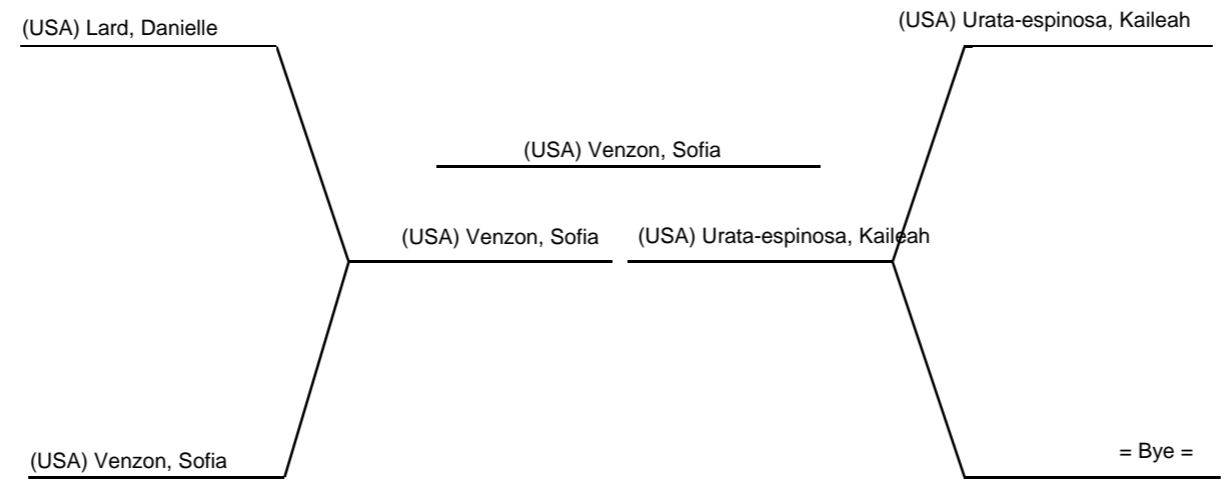 (USA) Lard, Danielle
(USA) Urata-espinosa, Kaileah
(USA) Venzon, Sofia
(USA) Venzon, Sofia
(USA) Urata-espinosa, Kaileah
(USA) Venzon, Sofia
= Bye =